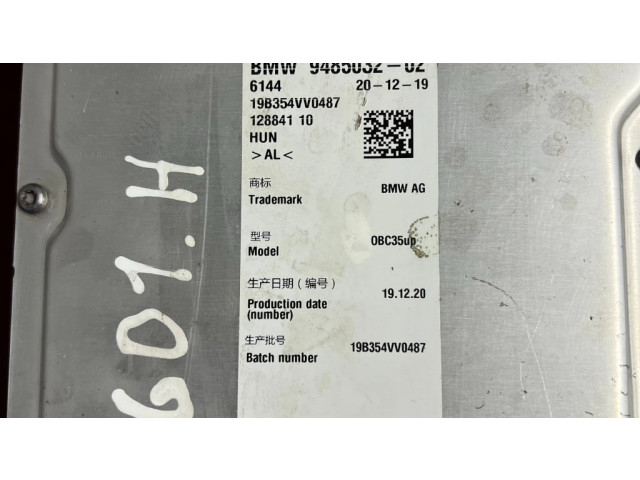 BMW 9485032-02
6144 20-12-19
19B354VV0487
128841 10
HUN
>AL<
商标
Trademark BMW AG
型号
Model OBC35up
生产日期（编号）
Production date 19.12.20
(number)
生产批号
Batch number 19B354VV0487
601.H